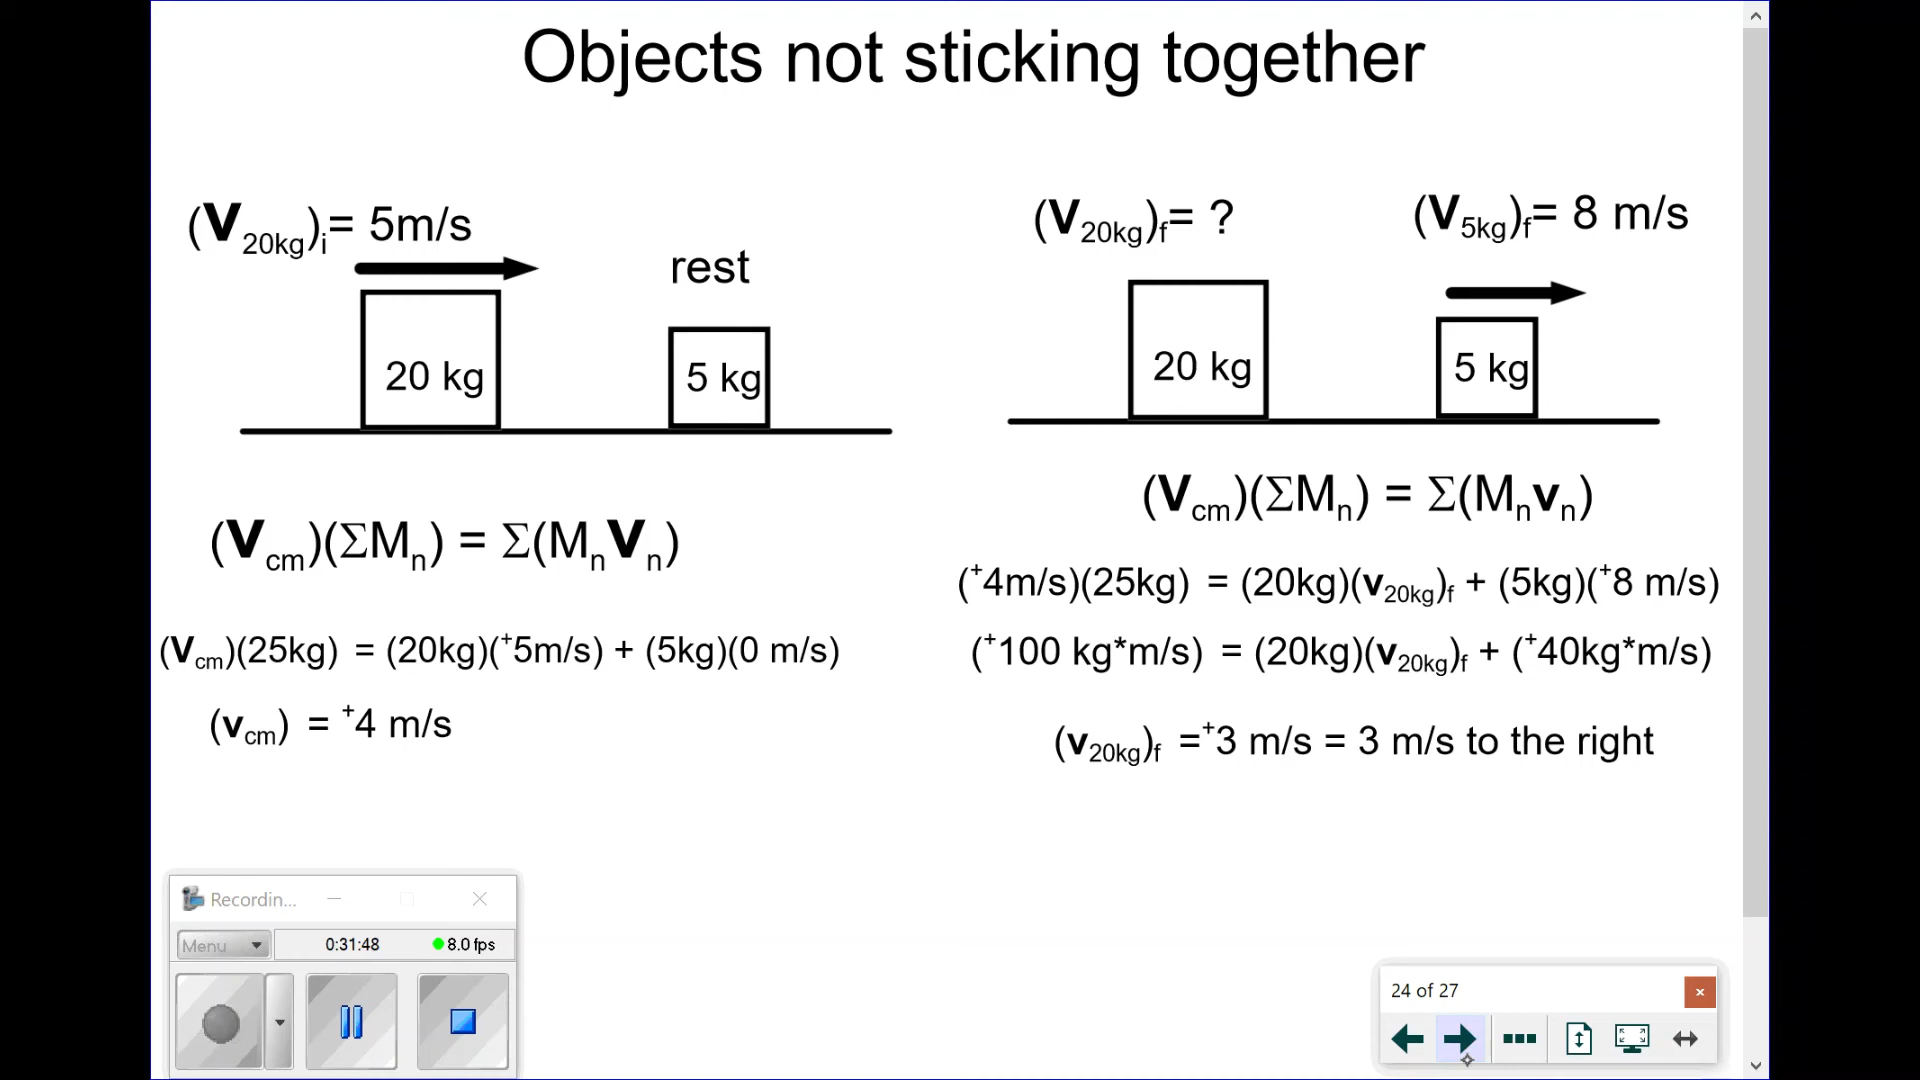 Objects not sticking together
(V20kg)i= 5m/s
rest
20 kg
5 kg
(Vcm)(ΣMn) = Σ(MnVn)
(Vcm)(25kg) = (20kg)(+5m/s) + (5kg)(0 m/s)
(vcm) = +4 m/s
(V20kg)f= ?
(V5kg)f= 8 m/s
20 kg
5 kg
(Vcm)(ΣMn) = Σ(Mnvn)
(+4m/s)(25kg) = (20kg)(v20kg)f + (5kg)(+8 m/s)
(+100 kg*m/s) = (20kg)(v20kg)f + (+40kg*m/s)
(v20kg)f =+3 m/s = 3 m/s to the right
Recordin...
Menu 0:31:48 8.0 fps
24 of 27